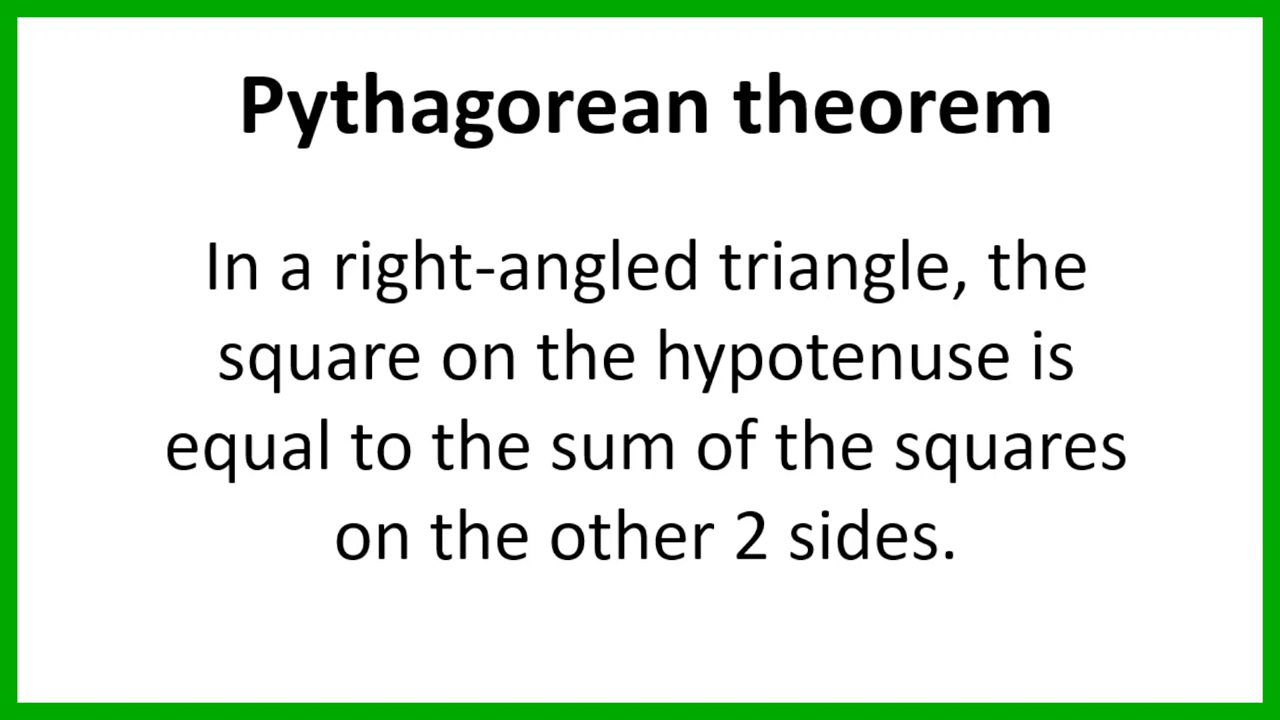 Pythagorean theorem
In a right-angled triangle, the
square on the hypotenuse is
equal to the sum of the squares
on the other 2 sides.